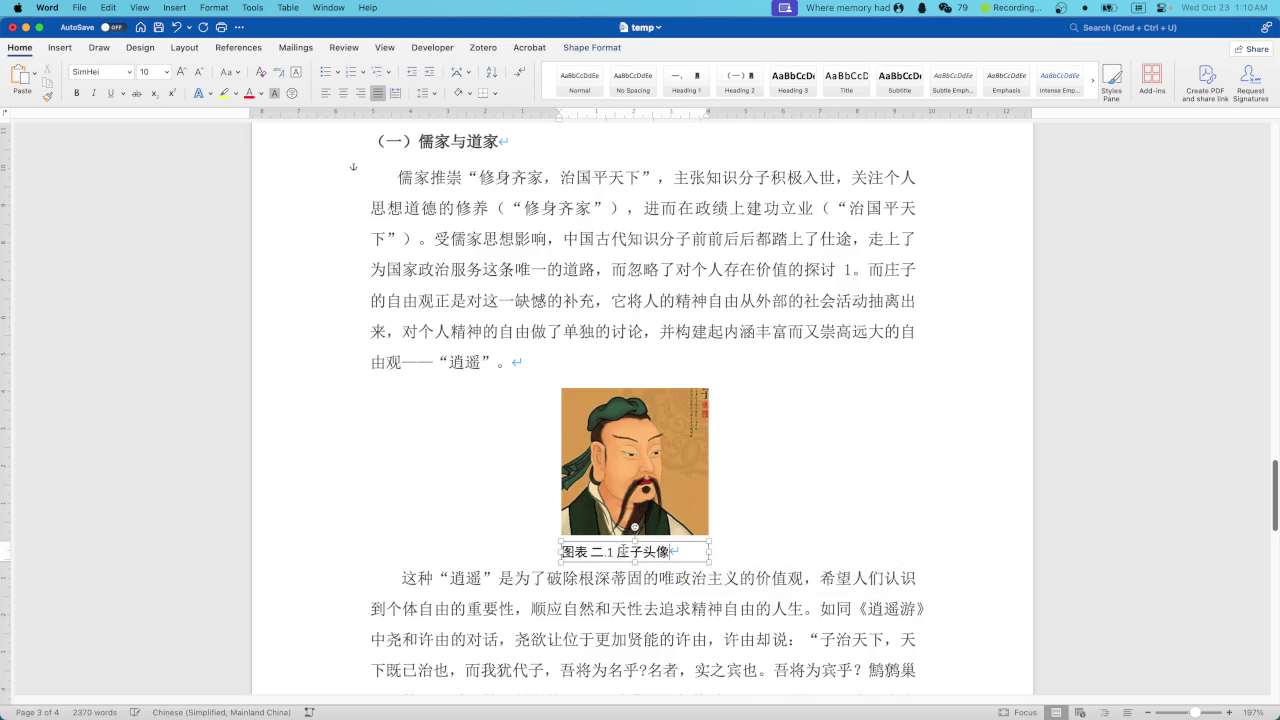 79
Recording...
Wed Oct 23 1:10 AM
AutoSave OFF
temp
Search (Cmd + Ctrl + U)
Home Insert Draw Design Layout References Mailings Review View Developer Zotero Acrobat Shape Format
Share
Paste
SimHei 10
AaBbCcDdEe AaBbCcDdEe AaBbCcDdEe AaBbCcDdEe AaBbCcDdEe AaBbCcDdEe
Normal No Spacing Heading 1 Heading 2 Heading 3 Title Subtitle Subtle Emph... Emphasis Intense Emp...
Styles Pane
Add-ins
Create PDF and share link
Request Signatures
（一）儒家与道家
儒家推崇“修身齐家，治国平天下”，主张知识分子积极入世，关注个人
思想道德的修养（“修身齐家”），进而在政绩上建功立业（“治国平天
下”）。受儒家思想影响，中国古代知识分子前前后后都踏上了仕途，走上了
为国家政治服务这条唯一的道路，而忽略了对个人存在价值的探讨 1。而庄子
的自由观正是对这一缺憾的补充，它将人的精神自由从外部的社会活动抽离出
来，对个人精神的自由做了单独的讨论，并构建起内涵丰富而又崇高远大的自
由观——“逍遥”。
图表 二.1 庄子头像
这种“逍遥”是为了破除根深蒂固的唯政治主义的价值观，希望人们认识
到个体自由的重要性，顺应自然和天性去追求精神自由的人生。如同《逍遥游》
中尧和许由的对话，尧欲让位于更加贤能的许由，许由却说：“子治天下，天
下既已治也，而我犹代子，吾将为名乎?名者，实之宾也。吾将为宾乎？鹪鹩巢
Page 3 of 4 2370 words Chinese (Simplified, Mainland China)
Focus 197%